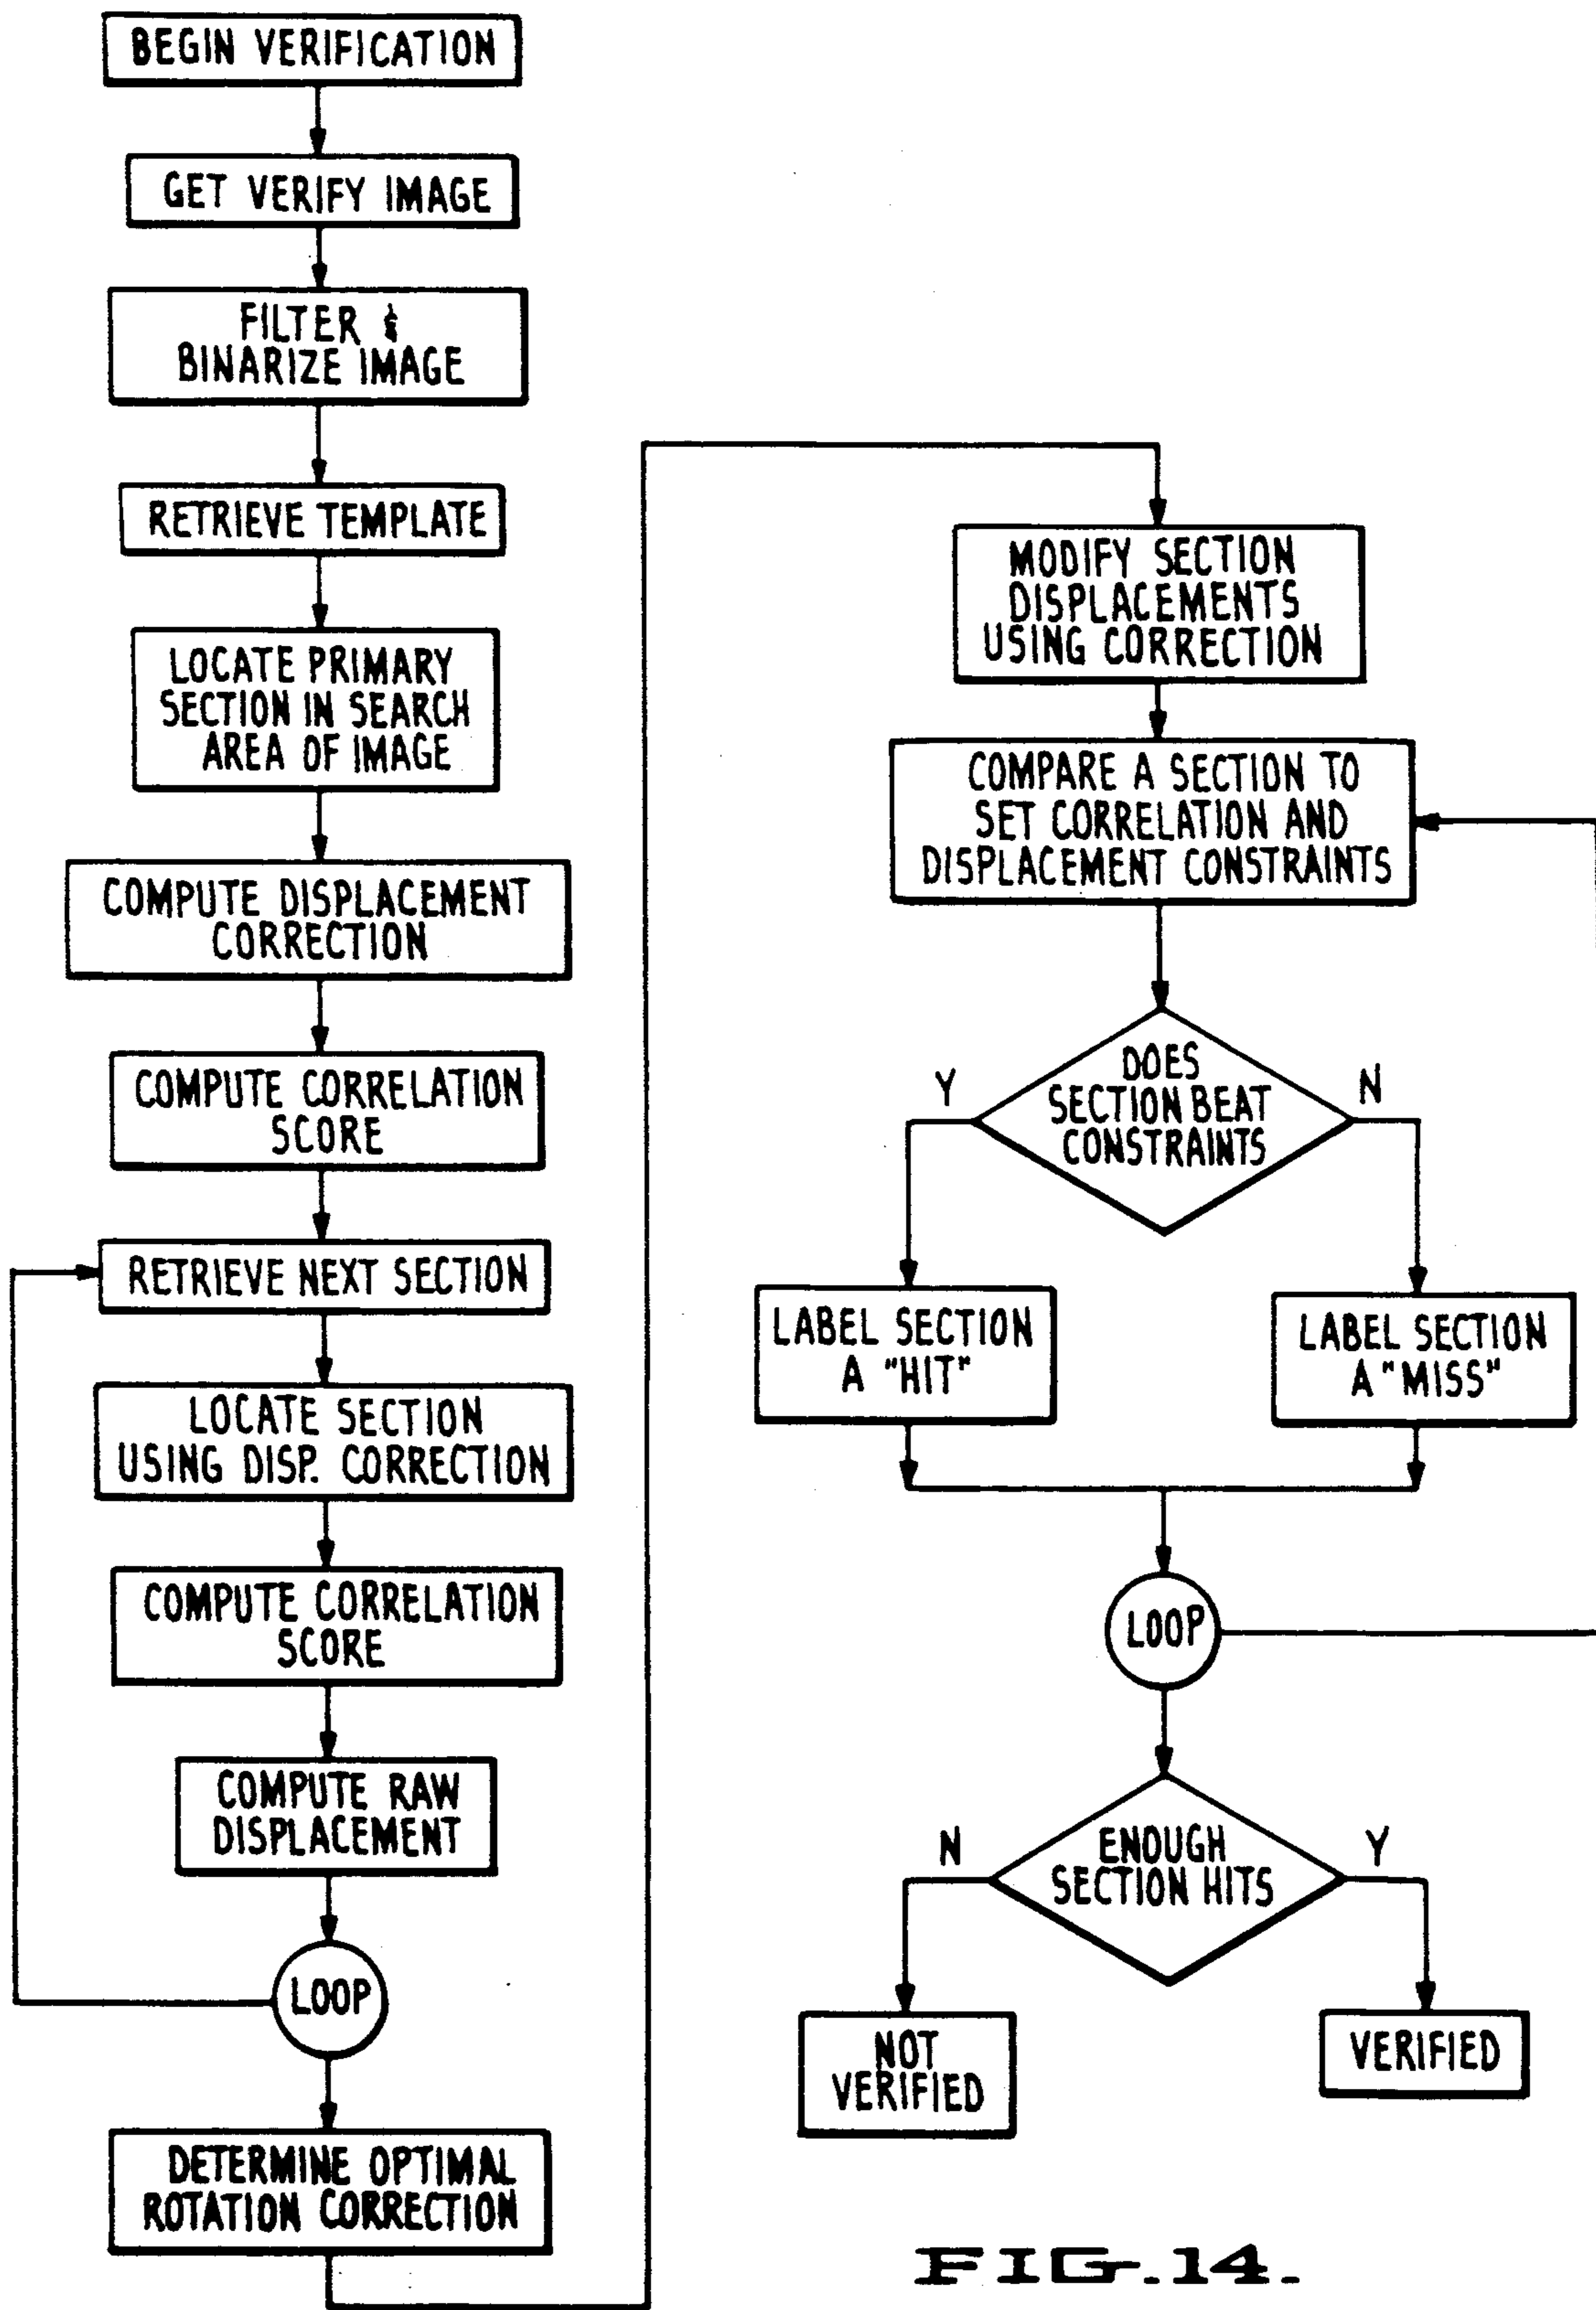 BEGIN VERIFICATION
GET VERIFY IMAGE
FILTER &
BINARIZE IMAGE
RETRIEVE TEMPLATE
LOCATE PRIMARY
SECTION IN SEARCH
AREA OF IMAGE
COMPUTE DISPLACEMENT
CORRECTION
COMPUTE CORRELATION
SCORE
RETRIEVE NEXT SECTION
LOCATE SECTION
USING DISP. CORRECTION
COMPUTE CORRELATION
SCORE
COMPUTE RAW
DISPLACEMENT
LOOP
DETERMINE OPTIMAL
ROTATION CORRECTION
MODIFY SECTION
DISPLACEMENTS
USING CORRECTION
COMPARE A SECTION TO
SET CORRELATION AND
DISPLACEMENT CONSTRAINTS
DOES
SECTION BEAT
CONSTRAINTS
Y
N
LABEL SECTION
A "HIT"
LABEL SECTION
A "MISS"
LOOP
ENOUGH
SECTION HITS
N
Y
NOT
VERIFIED
VERIFIED
FIG.14.